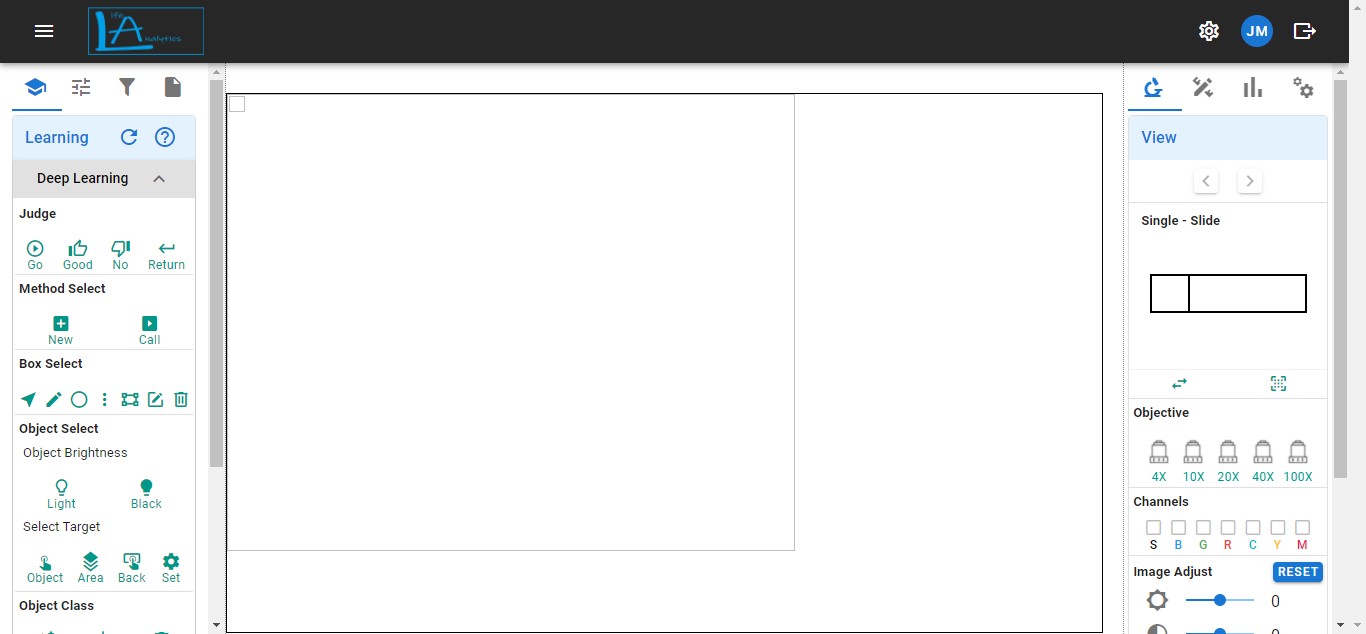 Life
Analytics
JM
Learning
Deep Learning
Judge
Go
Good
No
Return
Method Select
New
Call
Box Select
Object Select
Object Brightness
Light
Black
Select Target
Object
Area
Back
Set
Object Class
View
Single - Slide
Objective
4X
10X
20X
40X
100X
Channels
S
B
G
R
C
Y
M
Image Adjust
RESET
0
0